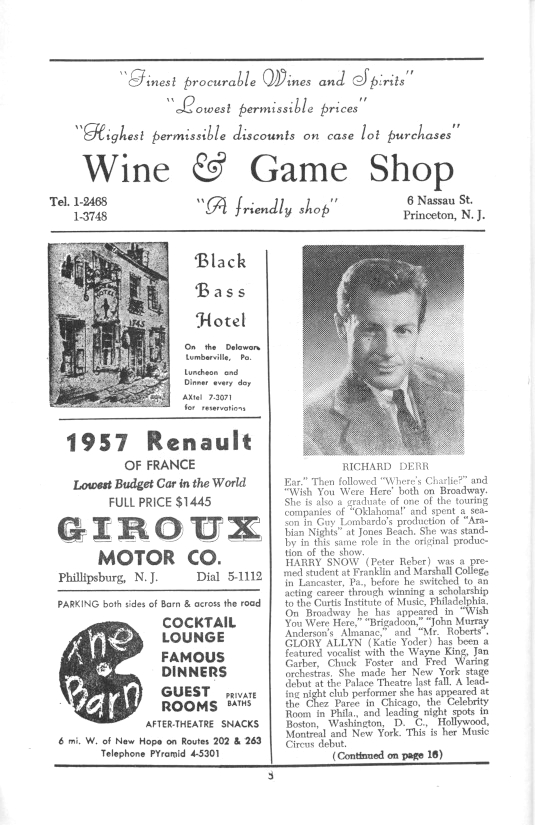 "Finest procurable Wines and Spirits"
"Lowest permissible prices"
"Highest permissible discounts on case lot purchases"
Wine & Game Shop
Tel. 1-2468
1-3748
"A friendly shop"
6 Nassau St.
Princeton, N. J.
Black
Bass
Hotel
On the Delaware
Lumberville, Pa.
Luncheon and
Dinner every day
AXtel 7-3071
for reservations
1957 Renault
OF FRANCE
Lowest Budget Car in the World
FULL PRICE $1445
GIROUX
MOTOR CO.
Phillipsburg, N. J. Dial 5-1112
PARKING both sides of Barn & across the road
The
Barn
COCKTAIL
LOUNGE
FAMOUS
DINNERS
GUEST
ROOMS
PRIVATE
BATHS
AFTER-THEATRE SNACKS
6 mi. W. of New Hope on Routes 202 & 263
Telephone PYramid 4-5301
RICHARD DERR
Ear." Then followed "Where's Charlie?" and
"Wish You Were Here' both on Broadway.
She is also a graduate of one of the touring
companies of "Oklahoma!' and spent a sea-
son in Guy Lombardo's production of "Ara-
bian Nights" at Jones Beach. She was stand-
by in this same role in the original produc-
tion of the show.
HARRY SNOW (Peter Reber) was a pre-
med student at Franklin and Marshall College
in Lancaster, Pa., before he switched to an
acting career through winning a scholarship
to the Curtis Institute of Music, Philadelphia.
On Broadway he has appeared in "Wish
You Were Here," "Brigadoon," "John Murray
Anderson's Almanac," and "Mr. Roberts".
GLORY ALLYN (Katie Yoder) has been a
featured vocalist with the Wayne King, Jan
Garber, Chuck Foster and Fred Waring
orchestras. She made her New York stage
debut at the Palace Theatre last fall. A lead-
ing night club performer she has appeared at
the Chez Paree in Chicago, the Celebrity
Room in Phila., and leading night spots in
Boston, Washington, D. C., Hollywood,
Montreal and New York. This is her Music
Circus debut.
(Continued on page 16)